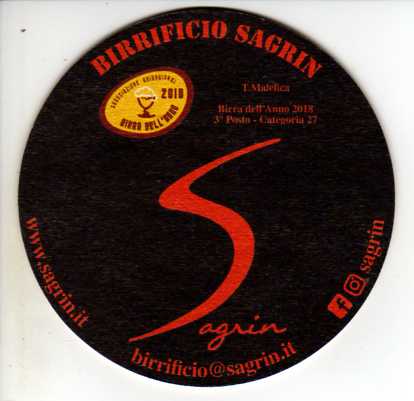 BIRRIFICIO SAGRIN
ASSOCIAZIONE UNIONBIRRAI
2018
BIRRA DELL'ANNO
T.Malefica
Birra dell'Anno 2018
3° Posto - Categoria 27
Sagrin
www.sagrin.it
sagrin
birrificio@sagrin.it